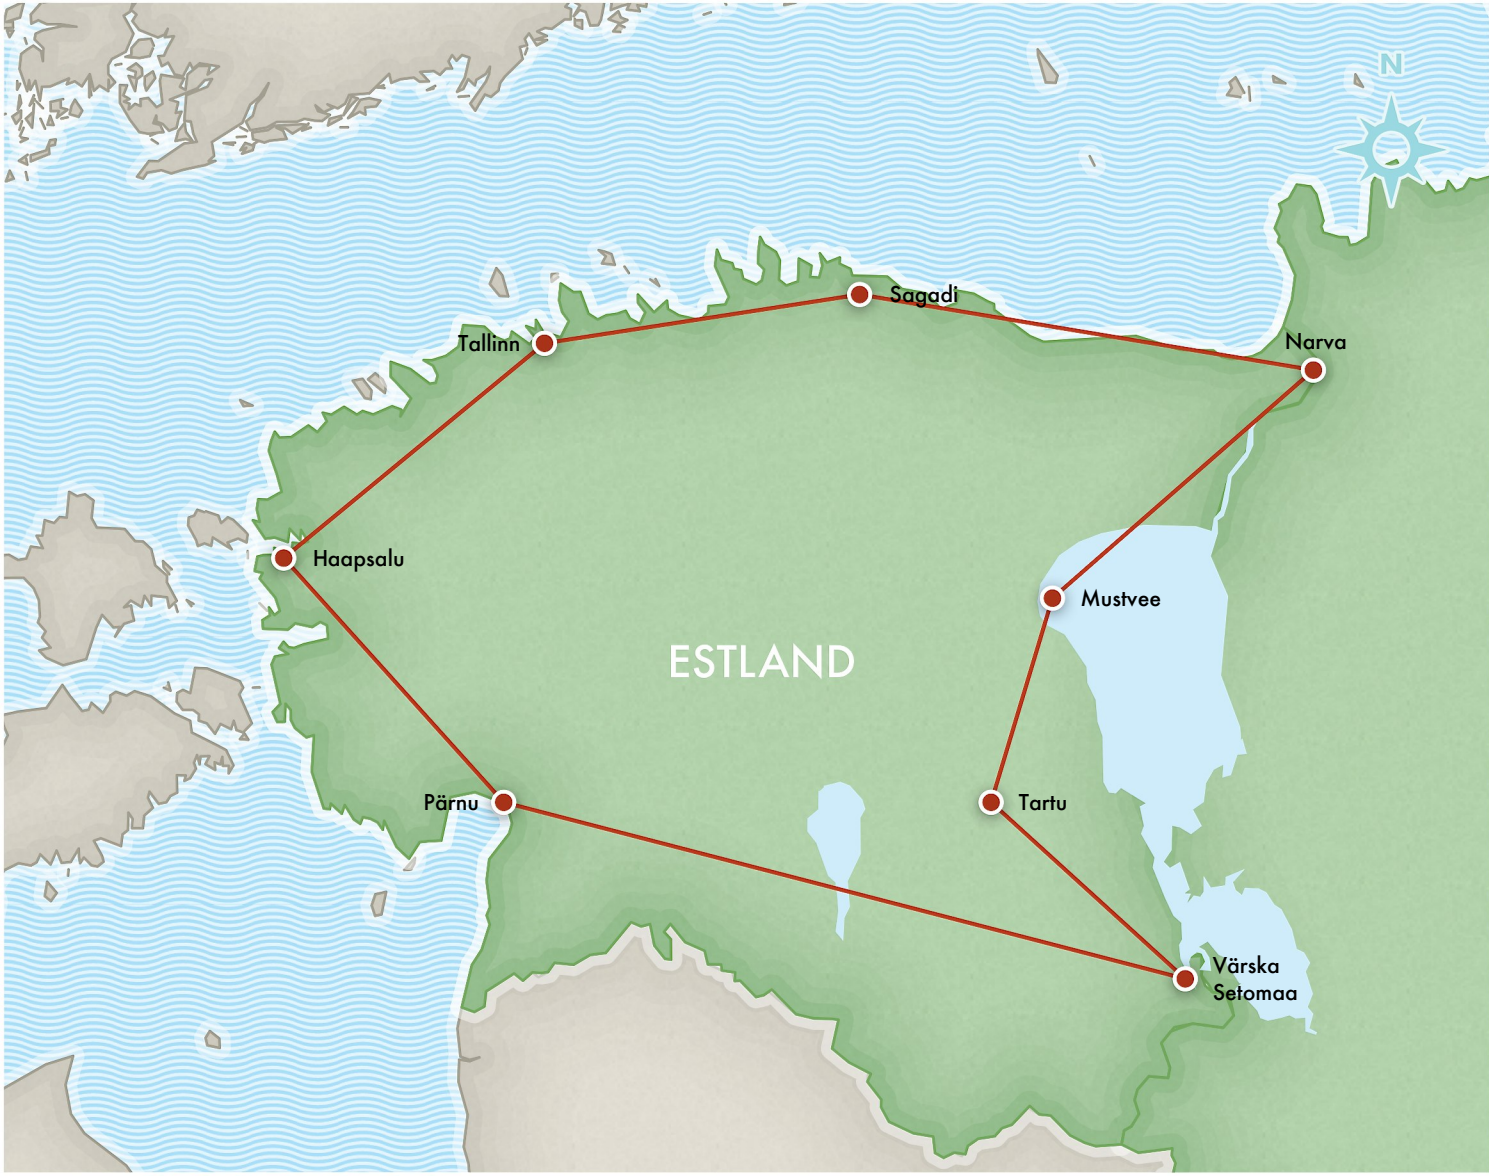 N
Sagadi
Tallinn
Narva
Haapsalu
Mustvee
ESTLAND
Pärnu
Tartu
Värska
Setomaa